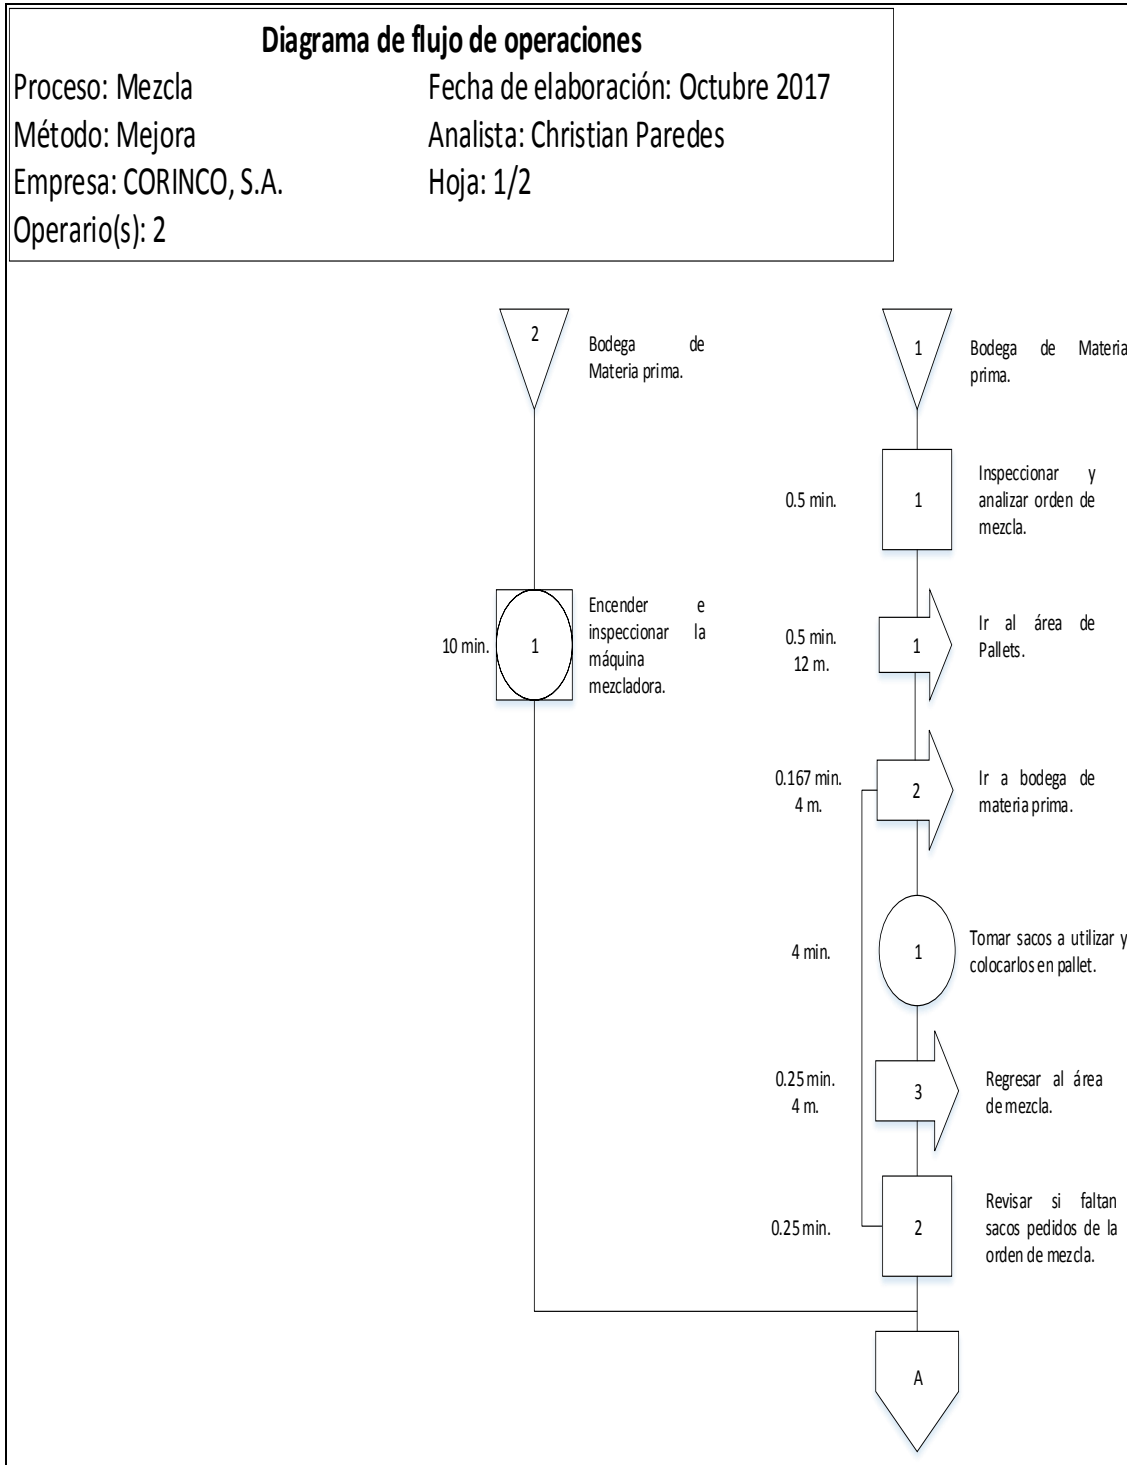 Diagrama de flujo de operaciones
Proceso: Mezcla Fecha de elaboración: Octubre 2017
Método: Mejora Analista: Christian Paredes
Empresa: CORINCO, S.A. Hoja: 1/2
Operario(s): 2
2
Bodega de
Materia prima.
1
Bodega de Materia
prima.
0.5 min.
1
Inspeccionar y
analizar orden de
mezcla.
10 min.
1
Encender e
inspeccionar la
máquina
mezcladora.
0.5 min.
12 m.
1
Ir al área de
Pallets.
0.167 min.
4 m.
2
Ir a bodega de
materia prima.
4 min.
1
Tomar sacos a utilizar y
colocarlos en pallet.
0.25 min.
4 m.
3
Regresar al área
de mezcla.
0.25 min.
2
Revisar si faltan
sacos pedidos de la
orden de mezcla.
A